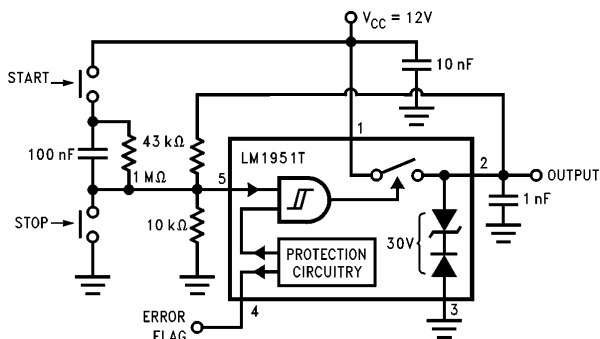 V_CC = 12V
START
10 nF
100 nF
43 kΩ
1 MΩ
1
LM1951T
5
2
OUTPUT
1 nF
STOP
10 kΩ
30V
PROTECTION
CIRCUITRY
4
3
ERROR
FLAG